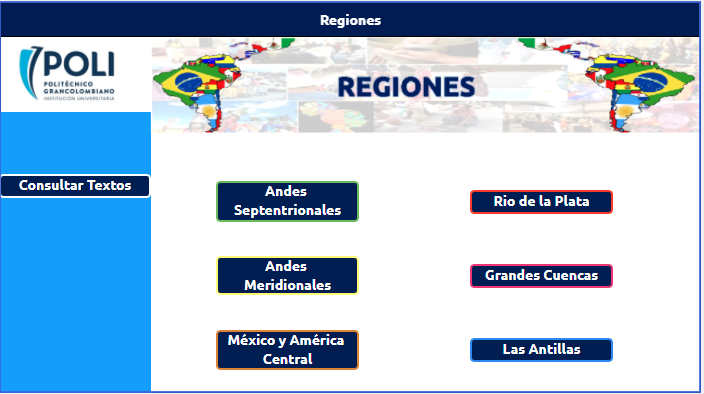 Regiones
POLI
POLITÉCNICO
GRANCOLOMBIANO
INSTITUCIÓN UNIVERSITARIA
REGIONES
Consultar Textos
Andes
Septentrionales
Rio de la Plata
Andes
Meridionales
Grandes Cuencas
México y América
Central
Las Antillas